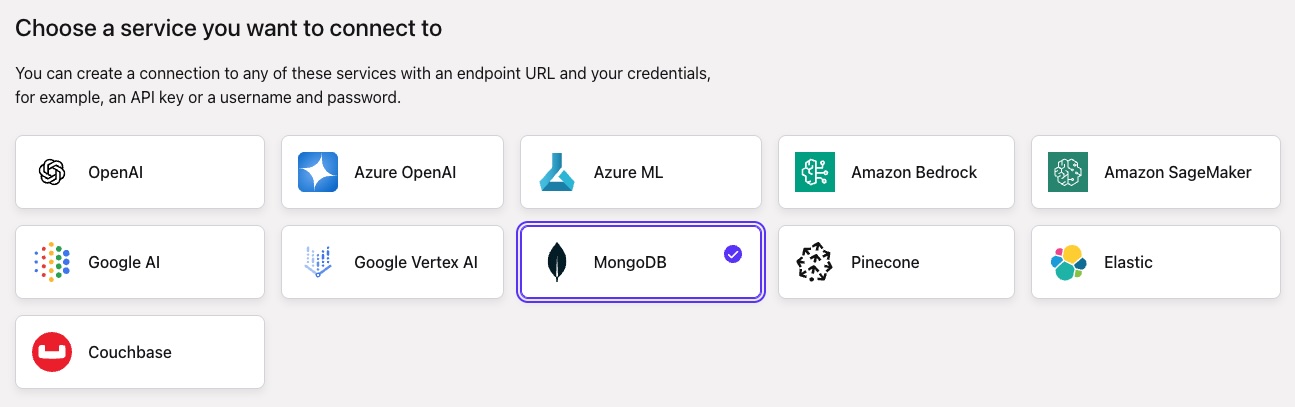 Choose a service you want to connect to
You can create a connection to any of these services with an endpoint URL and your credentials,
for example, an API key or a username and password.
OpenAI
Azure OpenAI
Azure ML
Amazon Bedrock
Amazon SageMaker
Google AI
Google Vertex AI
MongoDB
Pinecone
Elastic
Couchbase